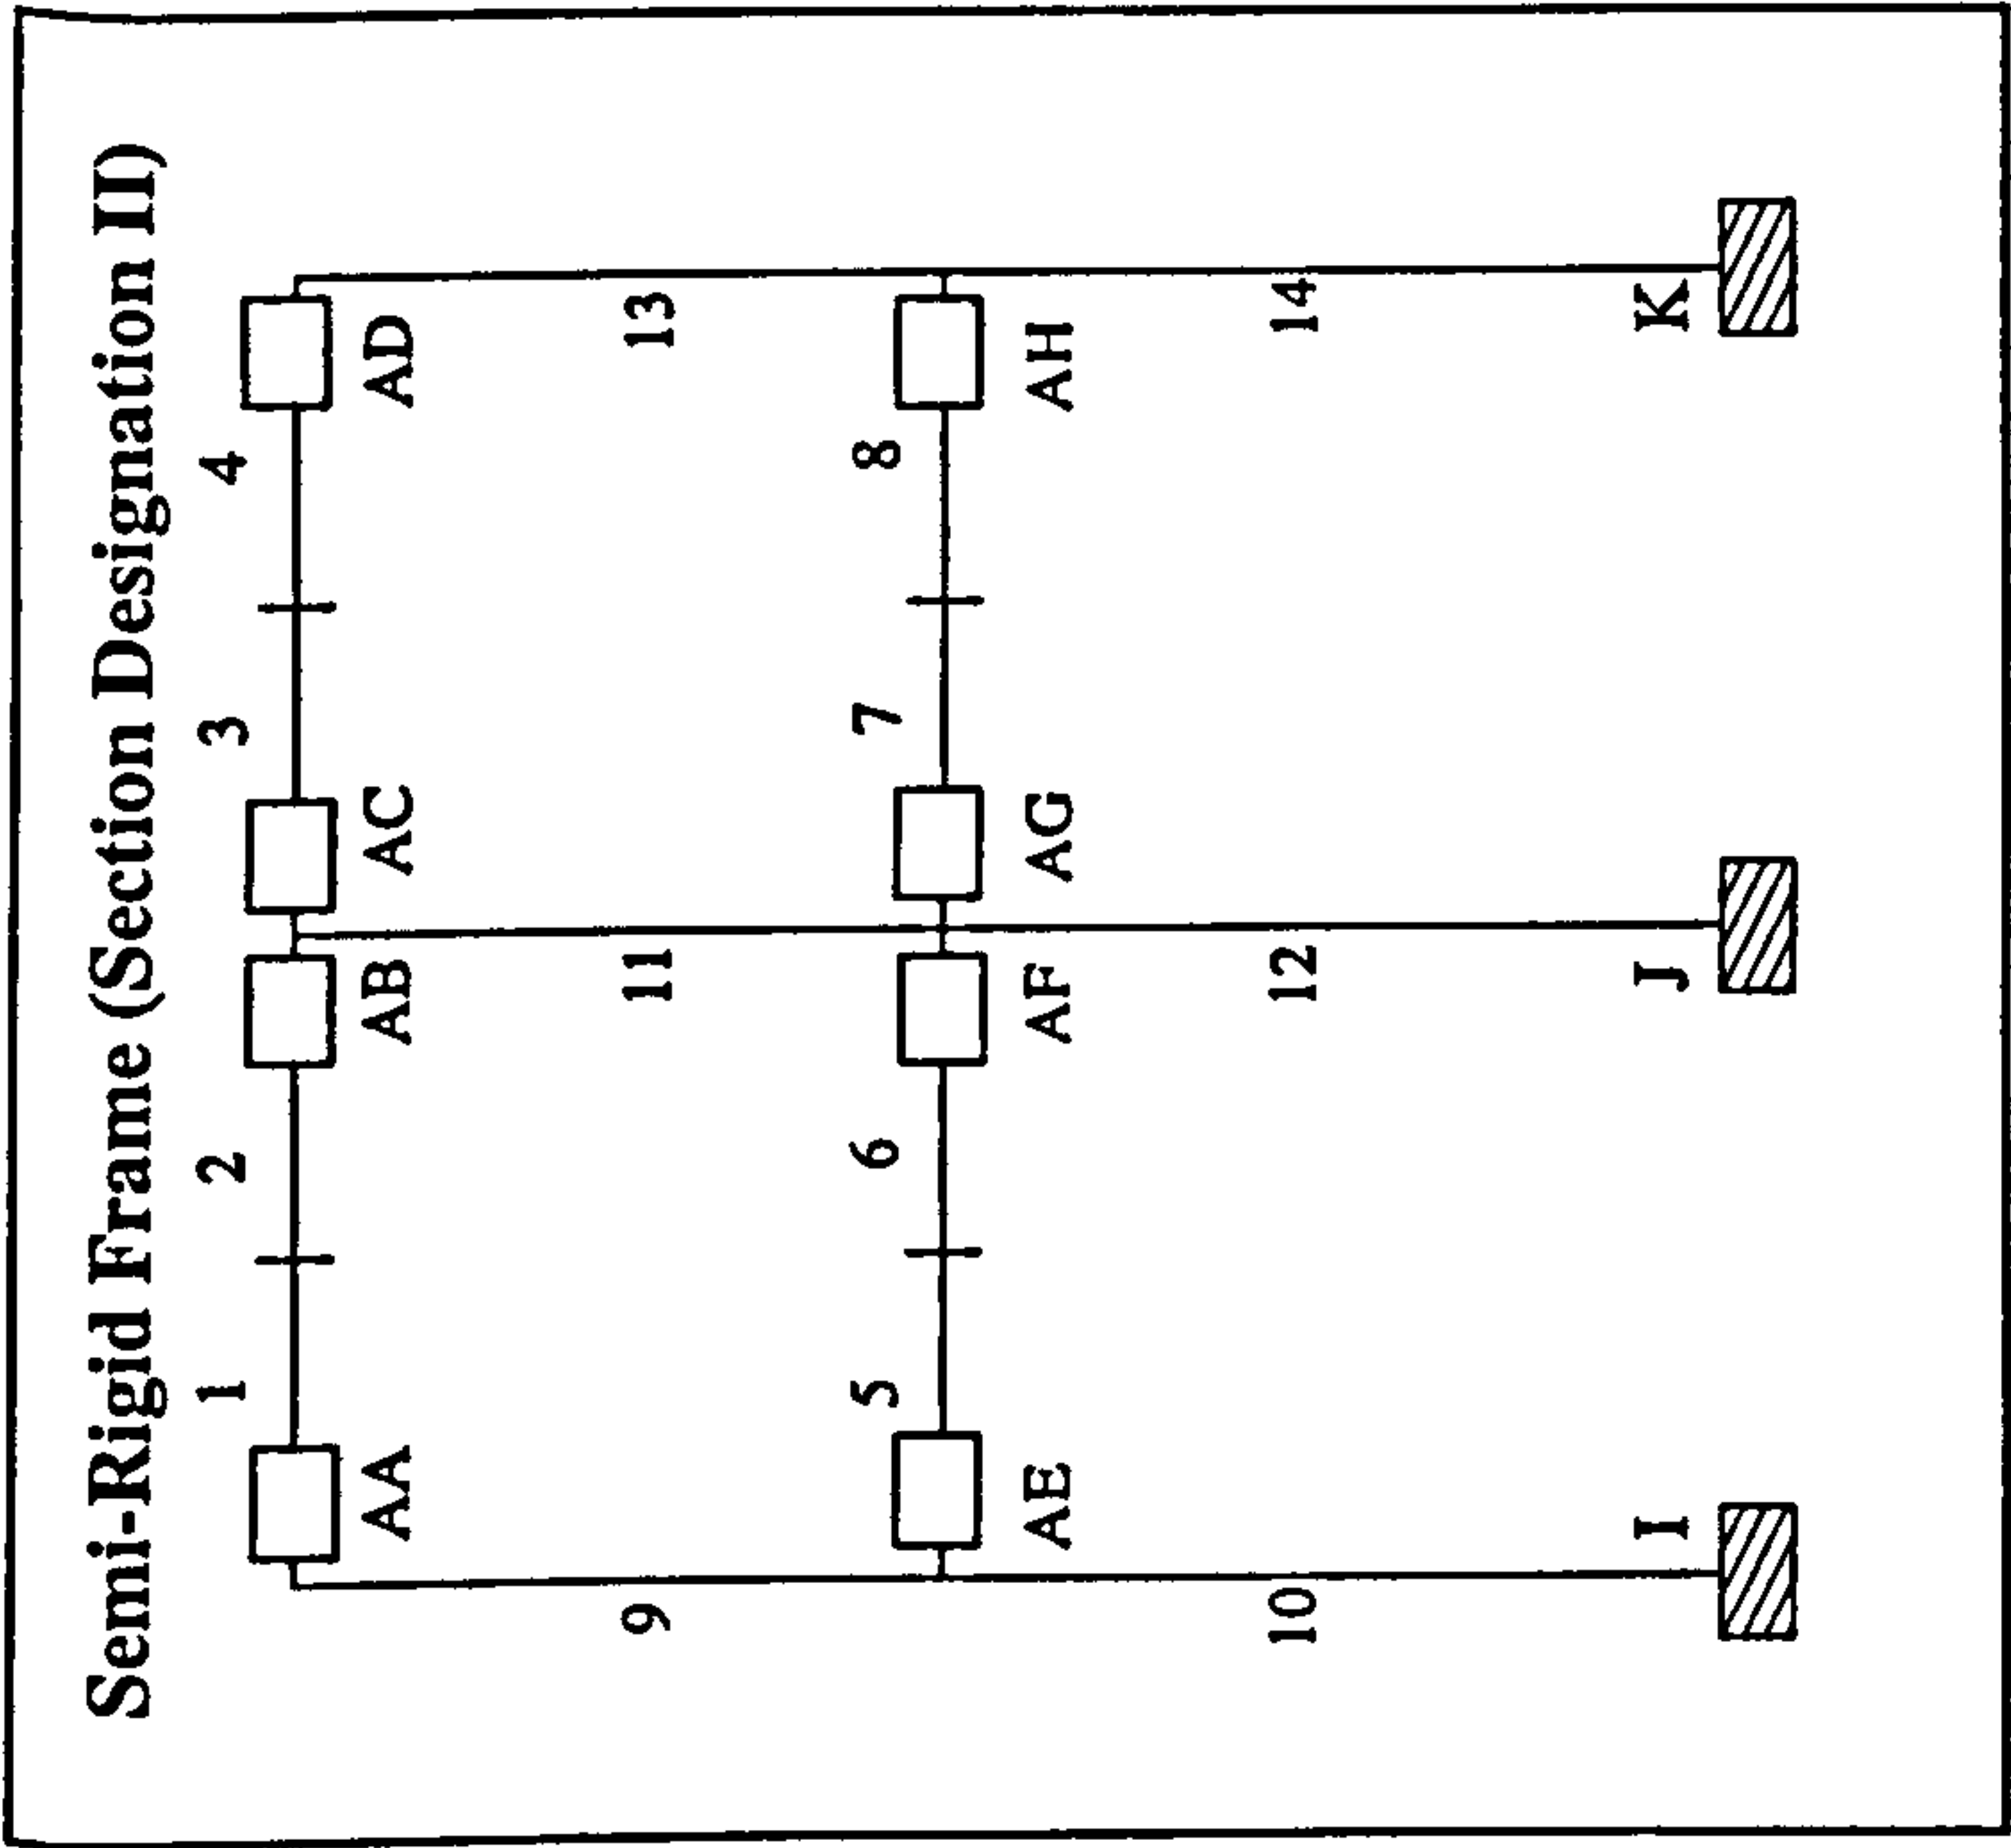 Semi-Rigid Frame (Section Designation II)
1 2 3 4
AA AB AC AD
9 11 13
5 6 7 8
AE AF AG AH
10 12 14
I J K